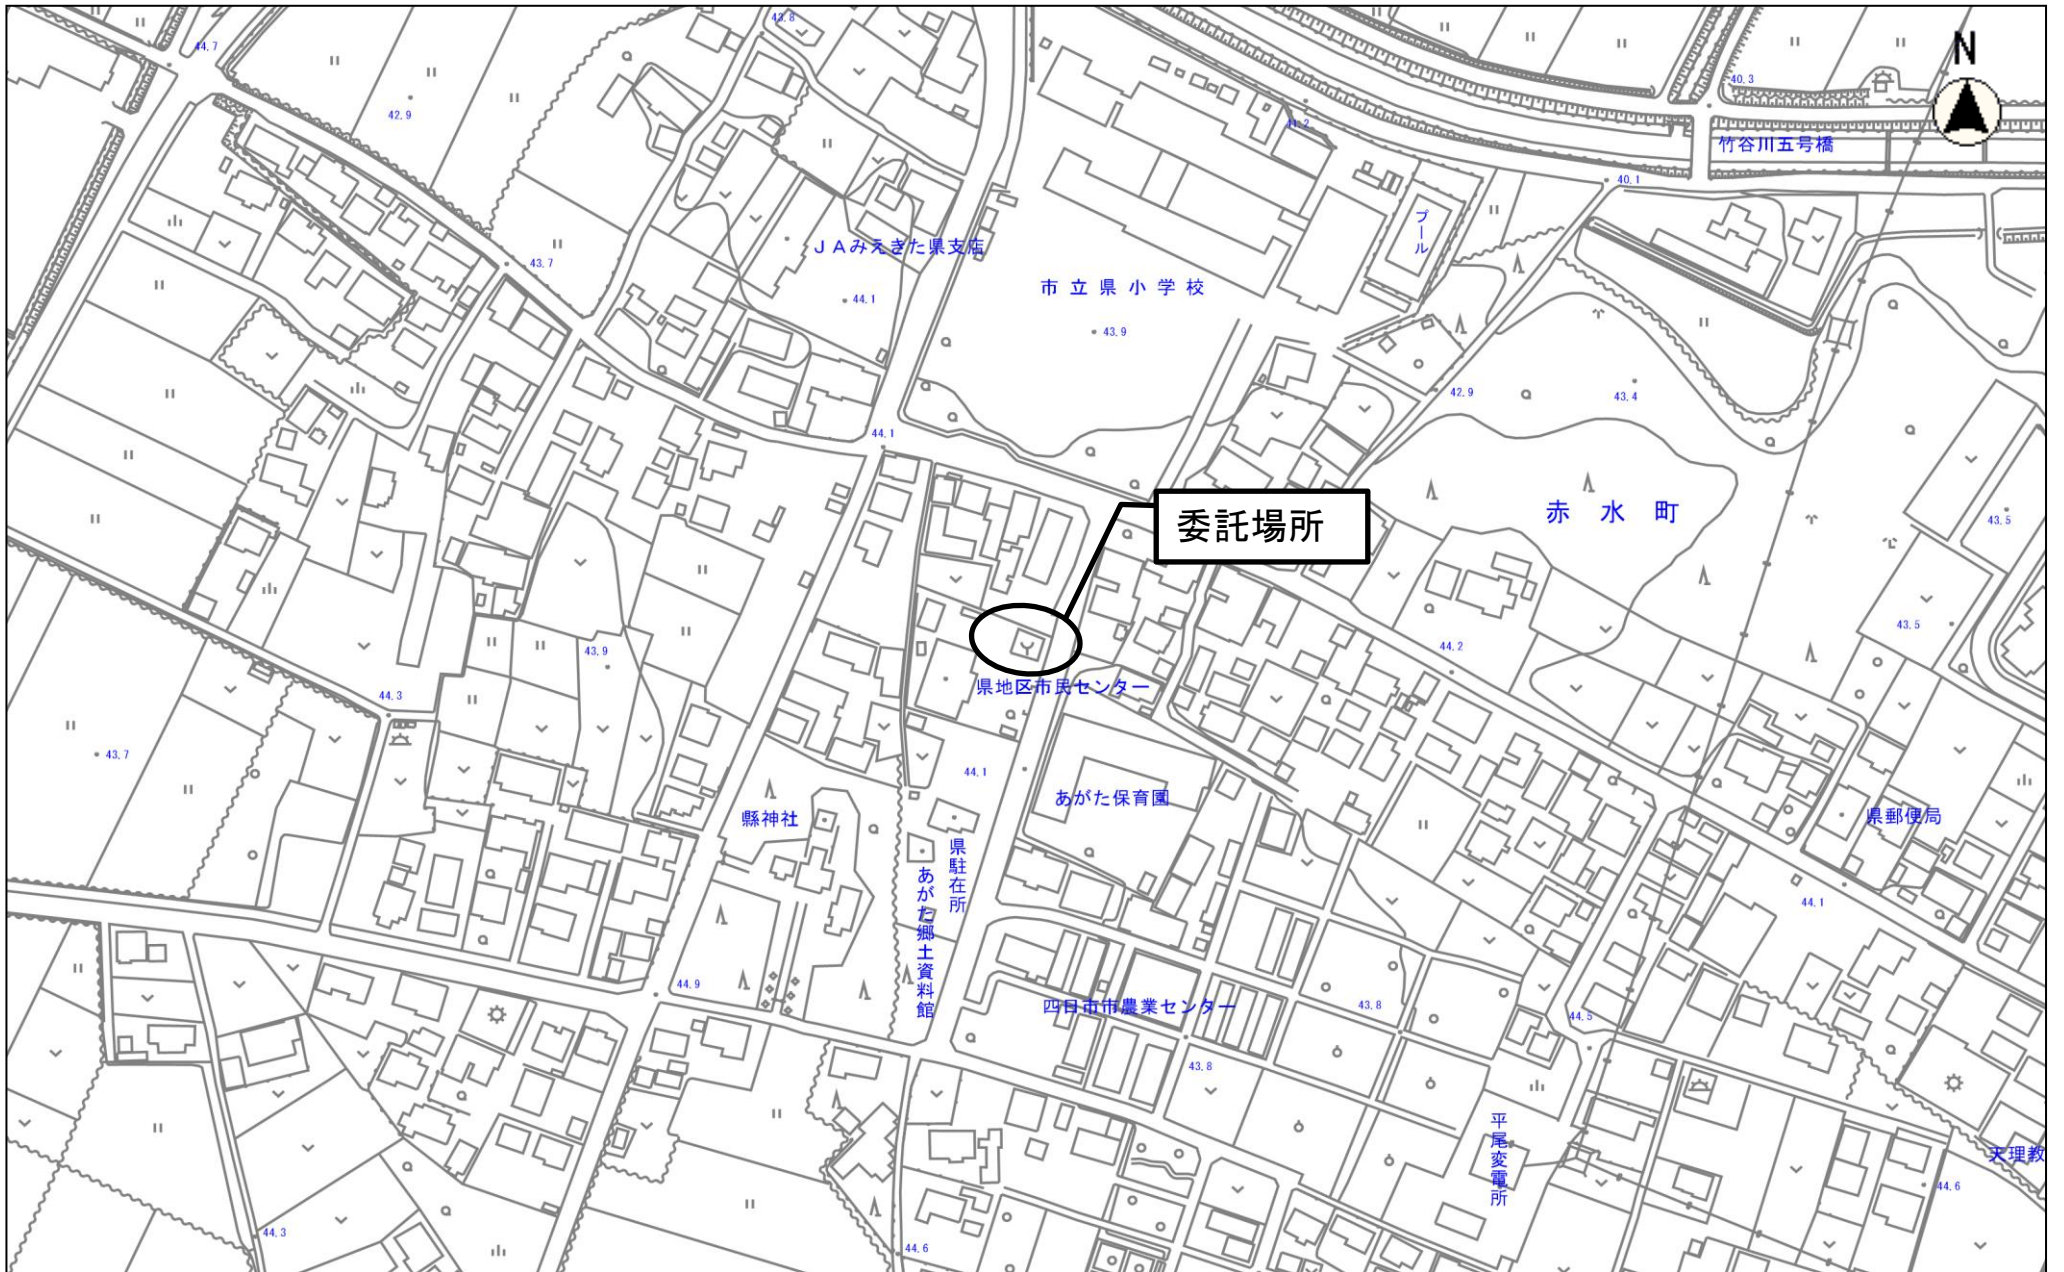 43.8
44.7
N
40.3
42.9
41.2
竹谷川五号橋
40.1
プール
JAみえきた県支店
43.7
市立県小学校
44.1
43.9
42.9
43.4
44.1
委託場所
赤水町
43.5
43.5
43.9
44.2
県地区市民センター
44.3
43.7
44.1
あがた保育園
縣神社
県郵便局
県駐在所
あがた郷土資料館
44.1
44.9
四日市市農業センター
43.8
44.5
43.8
平尾変電所
天理教
44.6
44.3
44.6